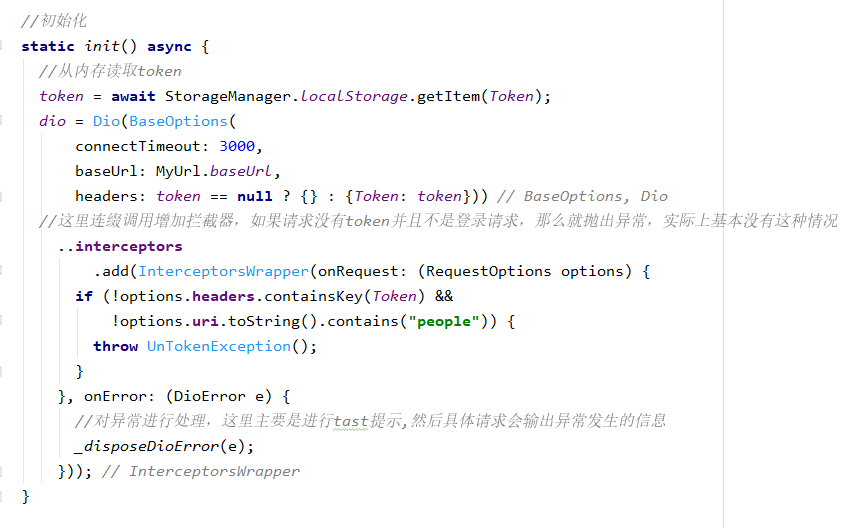 //初始化
static init() async {
//从内存读取token
token = await StorageManager.localStorage.getItem(Token);
dio = Dio(BaseOptions(
connectTimeout: 3000,
baseUrl: MyUrl.baseUrl,
headers: token == null ? {} : {Token: token})) // BaseOptions, Dio
//这里连缀调用增加拦截器，如果请求没有token并且不是登录请求，那么就抛出异常，实际上基本没有这种情况
..interceptors
.add(InterceptorsWrapper(onRequest: (RequestOptions options) {
if (!options.headers.containsKey(Token) &&
!options.uri.toString().contains("people")) {
throw UnTokenException();
}
}, onError: (DioError e) {
//对异常进行处理，这里主要是进行tast提示,然后具体请求会输出异常发生的信息
_disposeDioError(e);
})); // InterceptorsWrapper
}